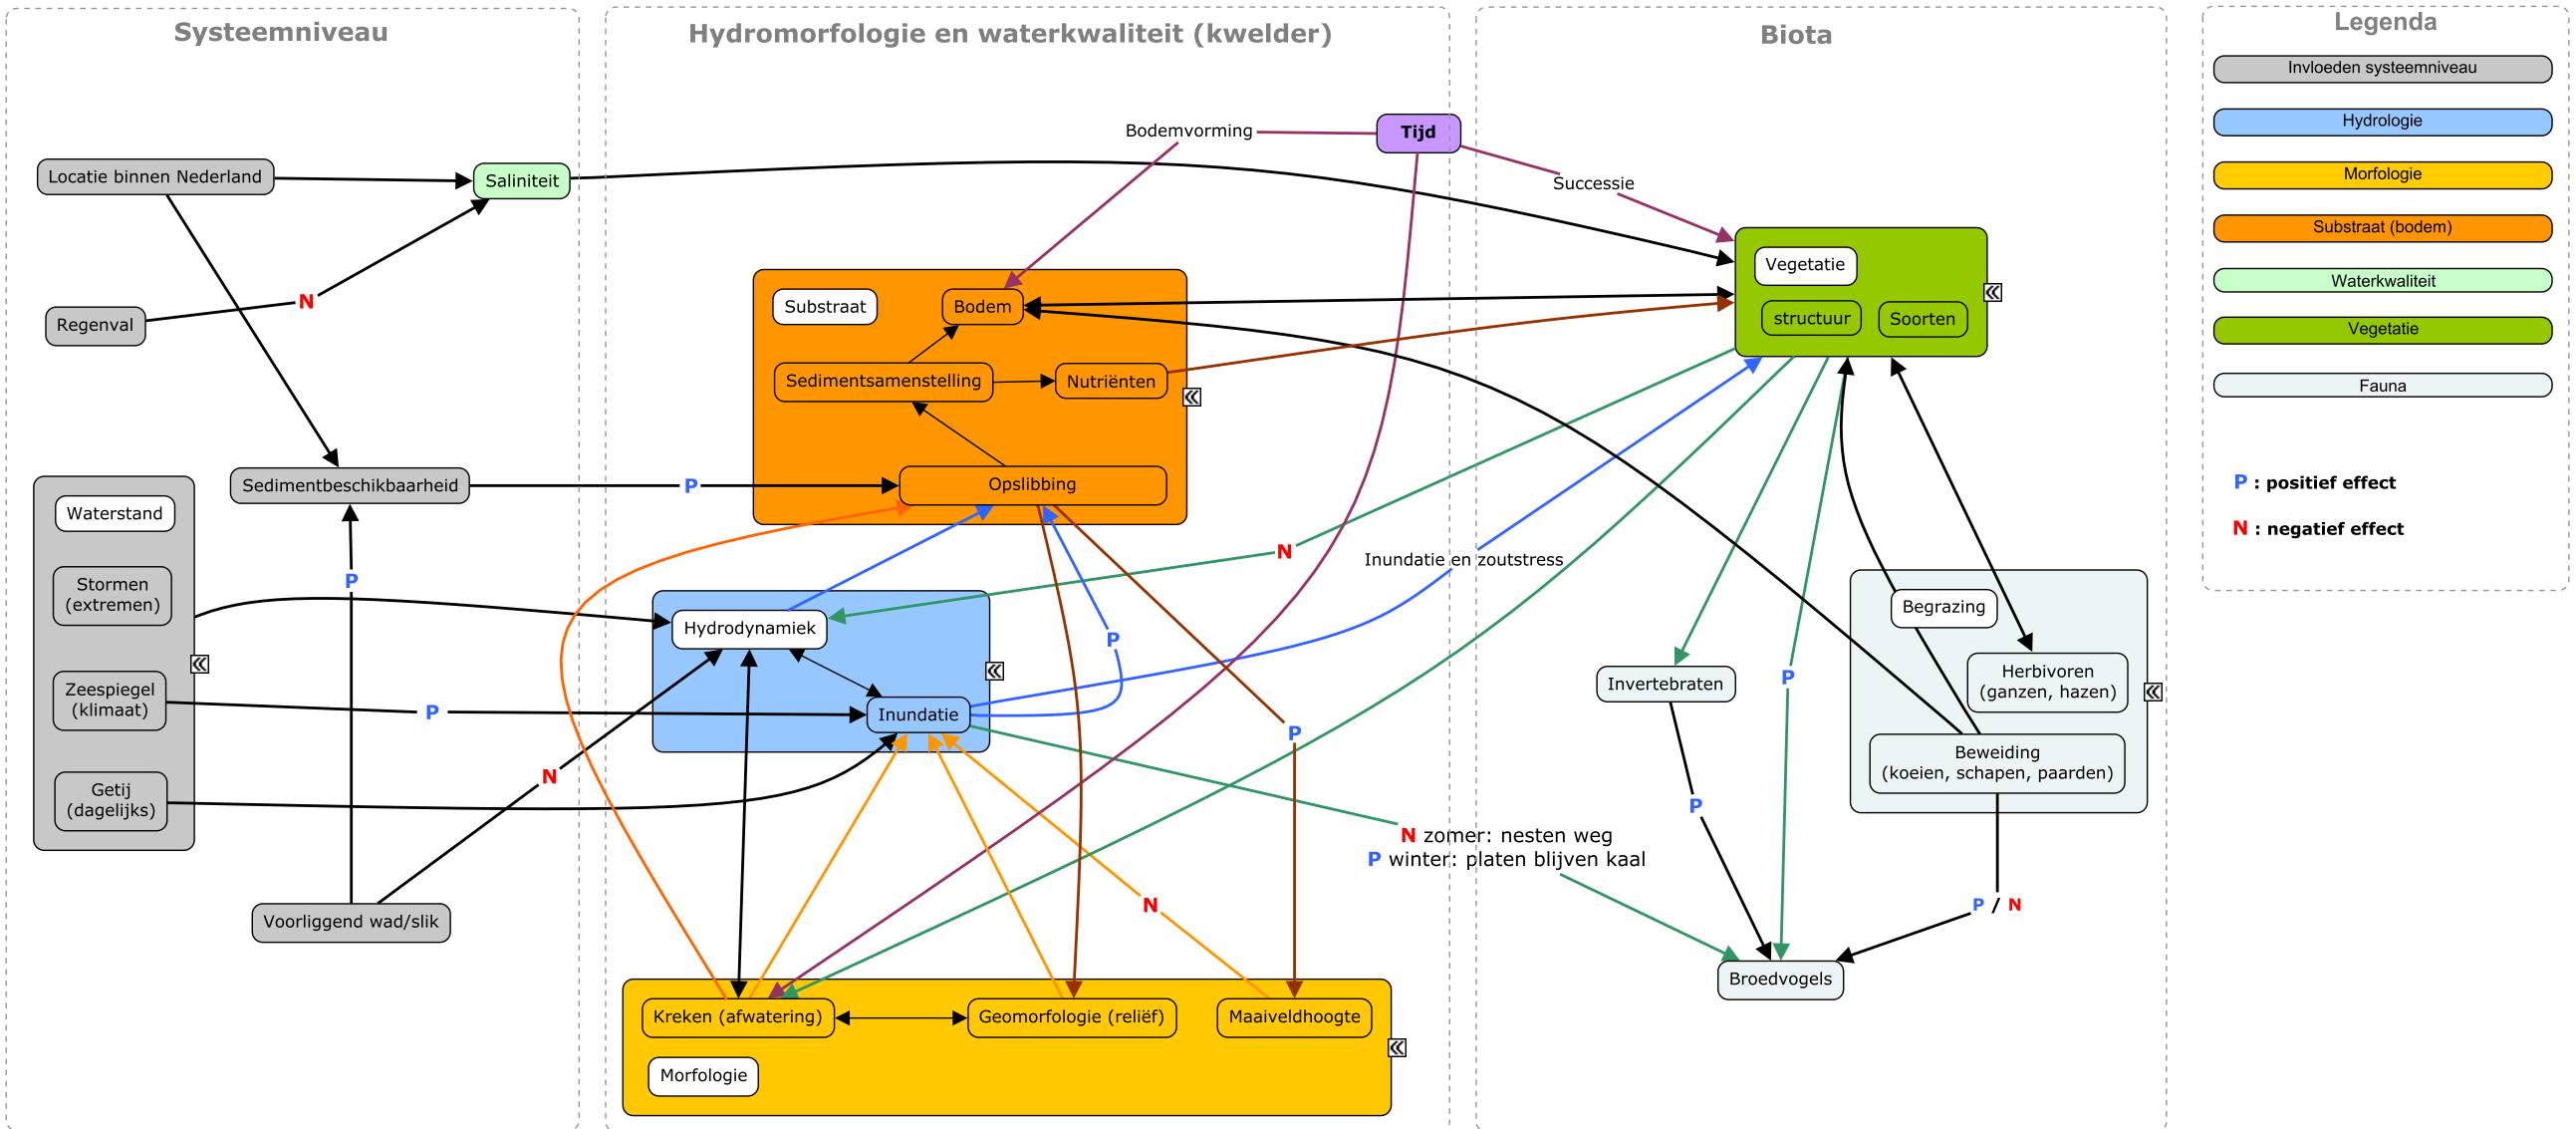 Systeemniveau
Hydromorfologie en waterkwaliteit (kwelder)
Biota
Legenda
Invloeden systeemniveau
Hydrologie
Morfologie
Substraat (bodem)
Waterkwaliteit
Vegetatie
Fauna
P : positief effect
N : negatief effect
Locatie binnen Nederland
Saliniteit
Regenval
N
Sedimentbeschikbaarheid
P
Waterstand
Stormen
(extremen)
Zeespiegel
(klimaat)
Getij
(dagelijks)
P
P
N
Voorliggend wad/slik
Bodemvorming
Tijd
Successie
Substraat
Bodem
Sedimentsamenstelling
Nutriënten
Opslibbing
Hydrodynamiek
Inundatie
P
N
Inundatie en zoutstress
P
N
N zomer: nesten weg
P winter: platen blijven kaal
Kreken (afwatering)
Geomorfologie (reliëf)
Maaiveldhoogte
Morfologie
Vegetatie
structuur
Soorten
Begrazing
Herbivoren
(ganzen, hazen)
Beweiding
(koeien, schapen, paarden)
Invertebraten
P
P
P / N
Broedvogels